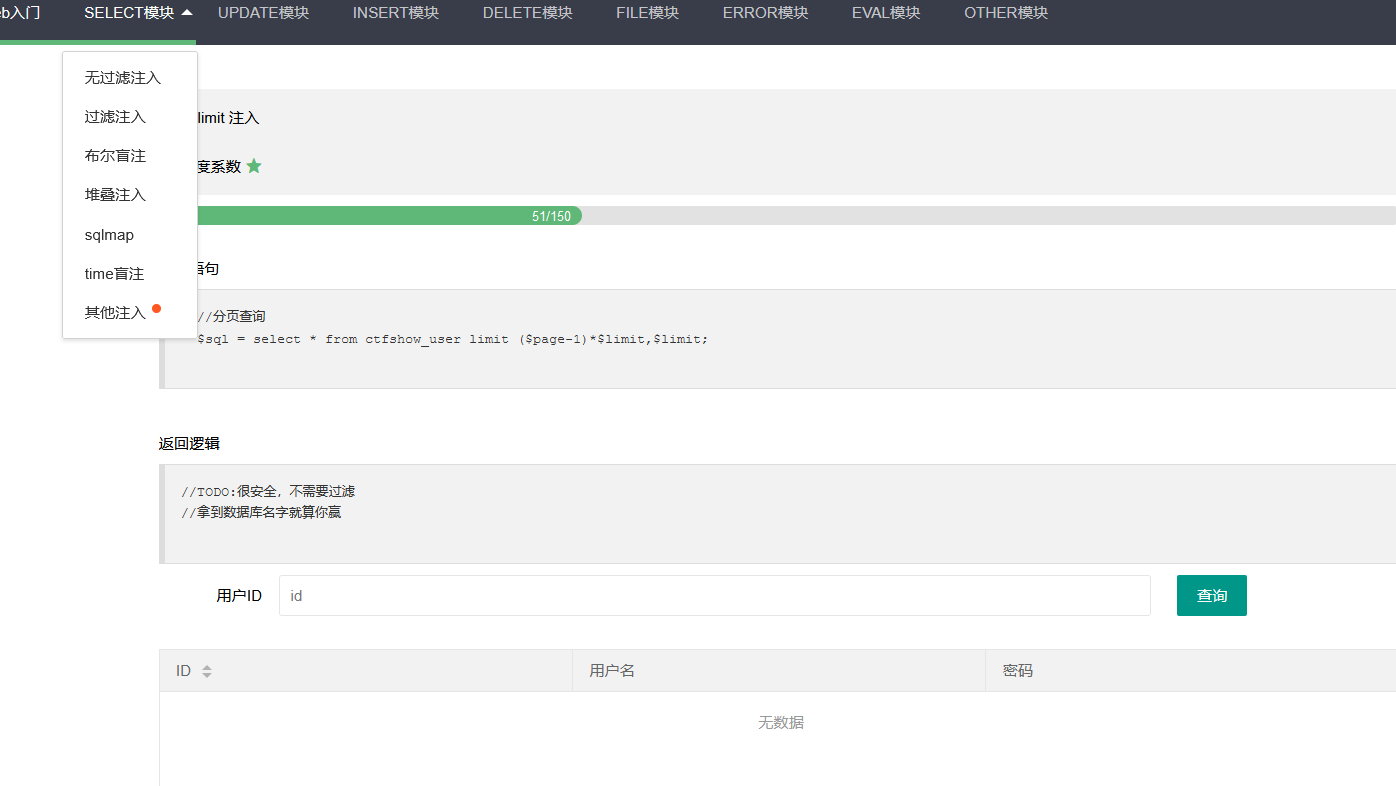 eb入门 SELECT模块 UPDATE模块 INSERT模块 DELETE模块 FILE模块 ERROR模块 EVAL模块 OTHER模块
无过滤注入
过滤注入
布尔盲注
堆叠注入
sqlmap
time盲注
其他注入
limit 注入
度系数
51/150
语句
//分页查询
$sql = select * from ctfshow_user limit ($page-1)*$limit,$limit;
返回逻辑
//TODO:很安全，不需要过滤
//拿到数据库名字就算你赢
用户ID id 查询
ID 用户名 密码
无数据